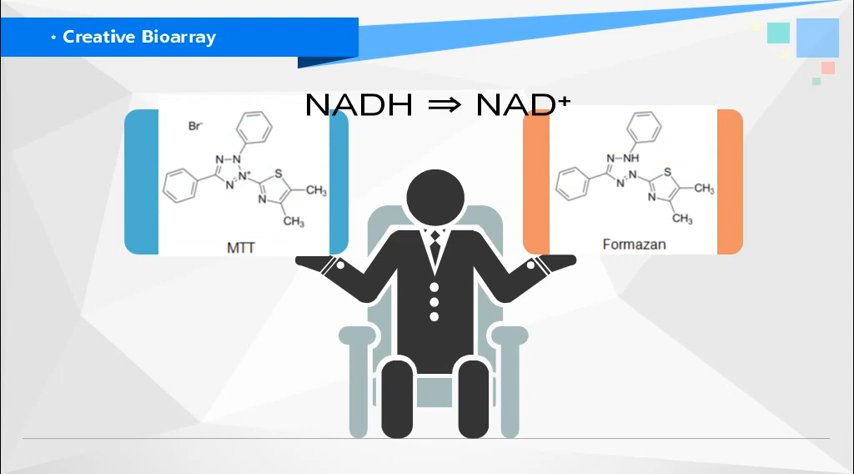 • Creative Bioarray
NADH ⇒ NAD⁺
Br⁻
N
N
N
N⁺
S
N
CH₃
CH₃
MTT
N
NH
N
N
S
N
CH₃
CH₃
Formazan